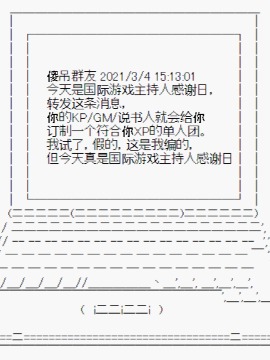 傻吊群友 2021/3/4 15:13:01
今天是国际游戏主持人感谢日，
转发这条消息，
你的KP/GM/说书人就会给你
订制一个符合你XP的单人团。
我试了，假的，这是我编的，
但今天真是国际游戏主持人感谢日